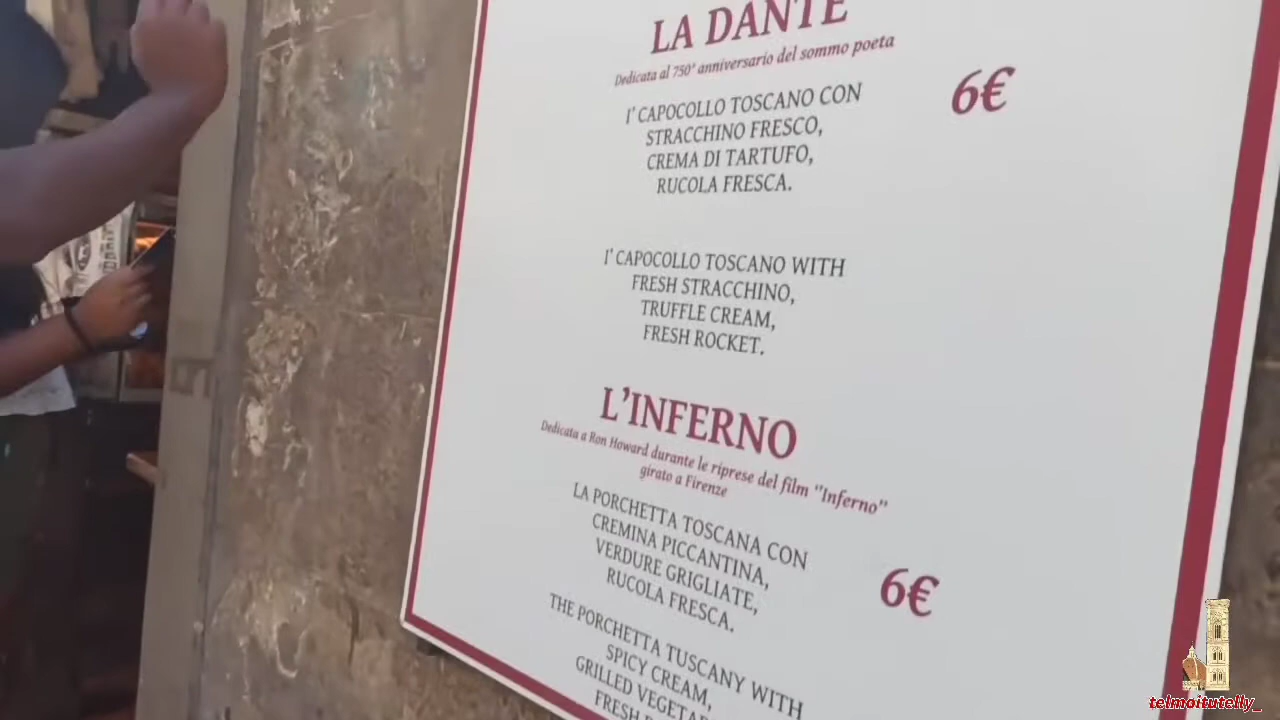 LA DANTE
Dedicata al 750° anniversario del sommo poeta
I' CAPOCOLLO TOSCANO CON
STRACCHINO FRESCO,
CREMA DI TARTUFO,
RUCOLA FRESCA.
6€
I' CAPOCOLLO TOSCANO WITH
FRESH STRACCHINO,
TRUFFLE CREAM,
FRESH ROCKET.
L'INFERNO
Dedicata a Ron Howard durante le riprese del film "Inferno"
girato a Firenze
LA PORCHETTA TOSCANA CON
CREMINA PICCANTINA,
VERDURE GRIGLIATE,
RUCOLA FRESCA.
6€
THE PORCHETTA TUSCANY WITH
SPICY CREAM,
GRILLED
FRESH
telmoitutelly_